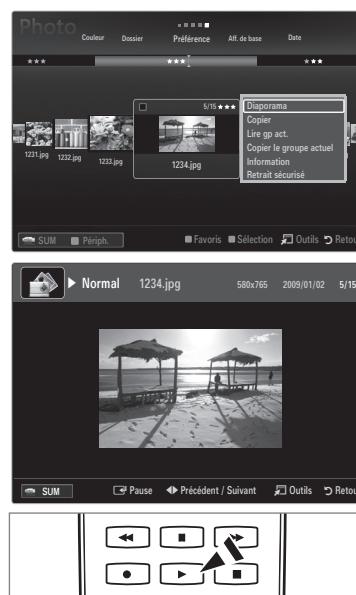 Photo
Couleur Dossier Préférence Aff. de base Date
★★★ ★★★ ★★★
5/15 ★★★
Diaporama
Copier
Lire gp act.
Copier le groupe actuel
Information
Retrait sécurisé
1231.jpg 1232.jpg 1233.jpg 1234.jpg
SUM Périph. Favoris Sélection Outils Retou
Normal 1234.jpg 580x765 2009/01/02 5/15
SUM Pause Précédent / Suivant Outils Retou